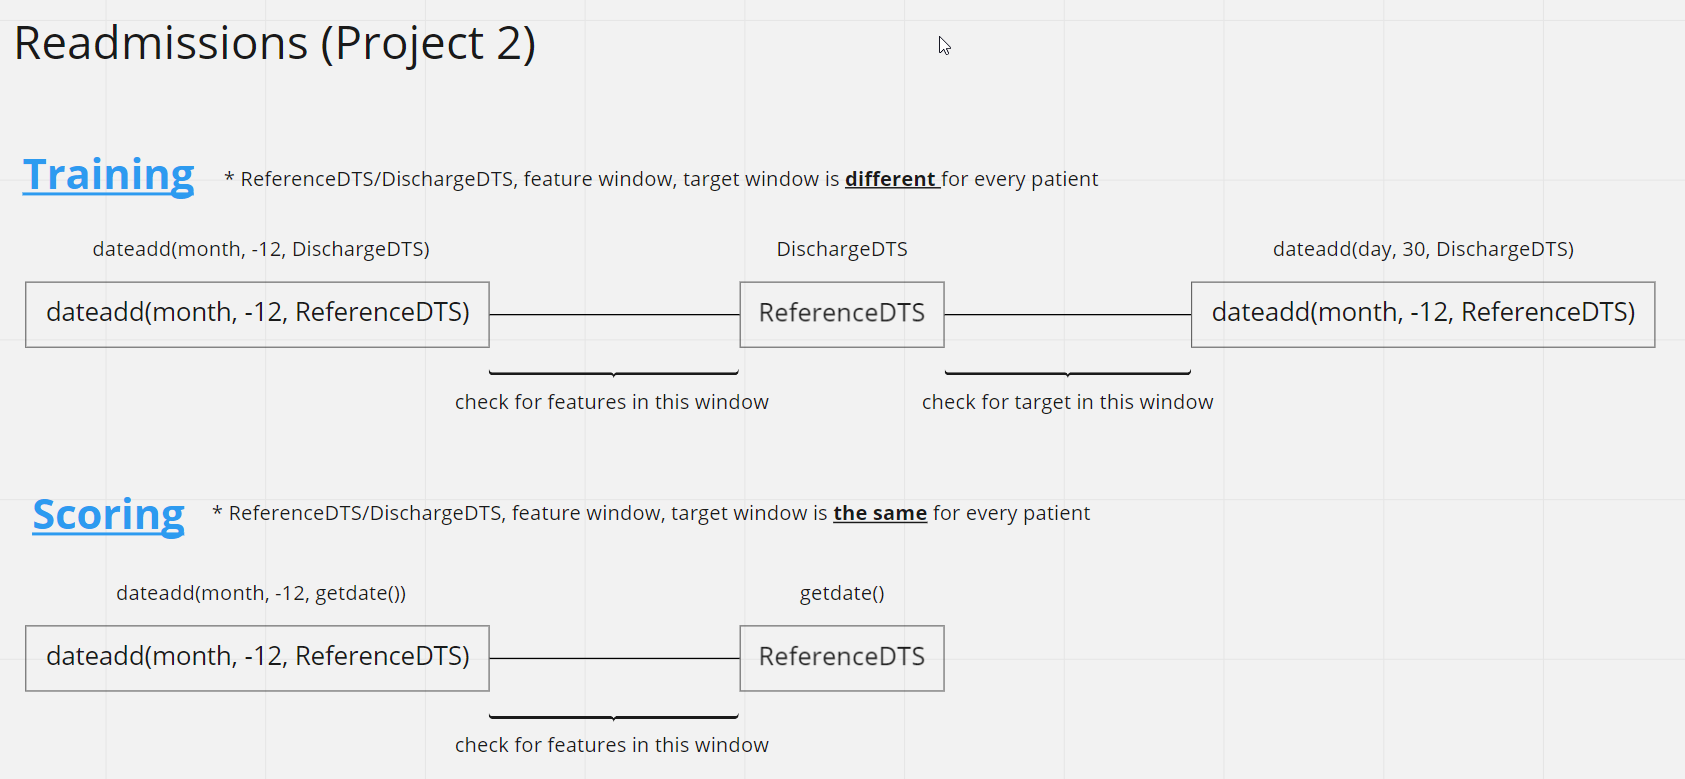 Readmissions (Project 2)
Training * ReferenceDTS/DischargeDTS, feature window, target window is different for every patient
dateadd(month, -12, DischargeDTS) DischargeDTS dateadd(day, 30, DischargeDTS)
dateadd(month, -12, ReferenceDTS) ReferenceDTS dateadd(month, -12, ReferenceDTS)
check for features in this window check for target in this window
Scoring * ReferenceDTS/DischargeDTS, feature window, target window is the same for every patient
dateadd(month, -12, getdate()) getdate()
dateadd(month, -12, ReferenceDTS) ReferenceDTS
check for features in this window